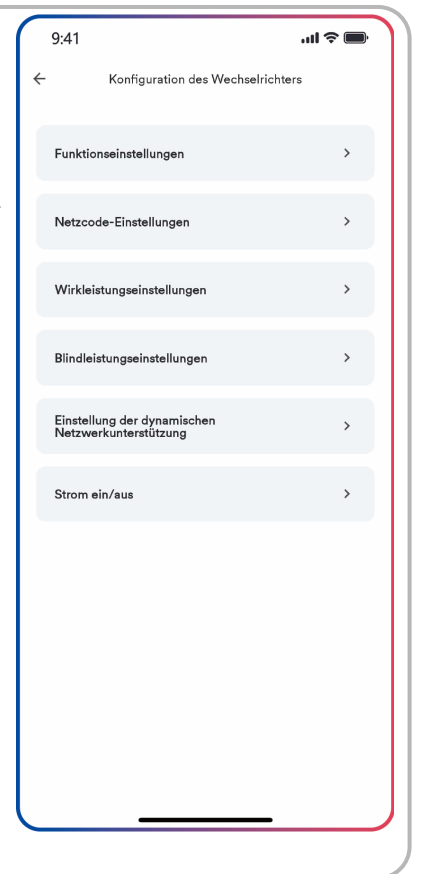 9:41
Konfiguration des Wechselrichters
Funktionseinstellungen
Netzcode-Einstellungen
Wirkleistungseinstellungen
Blindleistungseinstellungen
Einstellung der dynamischen
Netzwerkunterstützung
Strom ein/aus